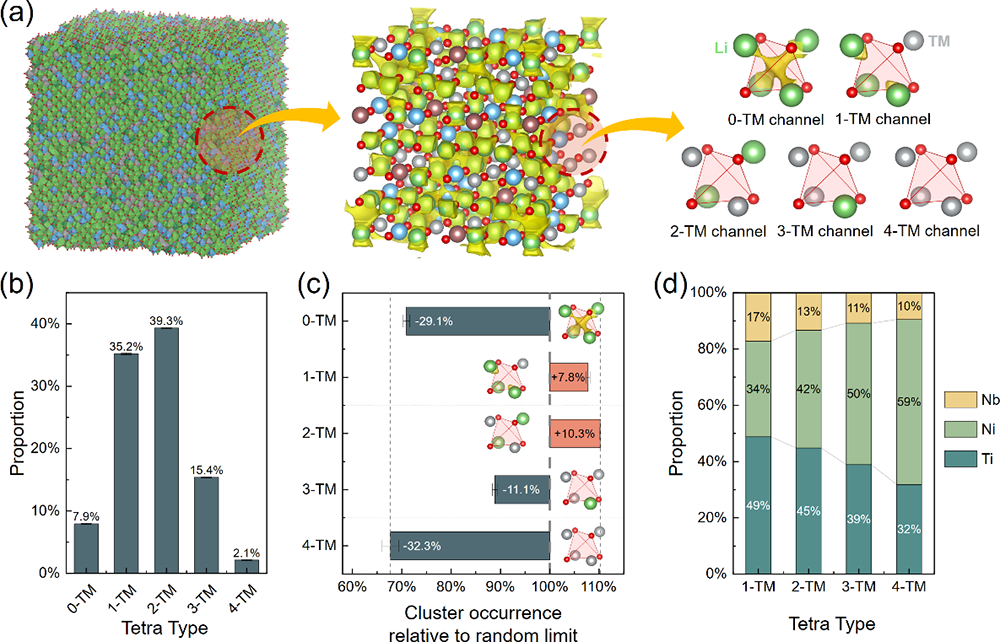 (a)
Li
TM
0-TM channel
1-TM channel
2-TM channel
3-TM channel
4-TM channel
(b)
Proportion
40%
30%
20%
10%
0%
7.9%
35.2%
39.3%
15.4%
2.1%
0-TM
1-TM
2-TM
3-TM
4-TM
Tetra Type
(c)
0-TM
1-TM
2-TM
3-TM
4-TM
-29.1%
+7.8%
+10.3%
-11.1%
-32.3%
60%
70%
80%
90%
100%
110%
Cluster occurrence
relative to random limit
(d)
Proportion
100%
80%
60%
40%
20%
0%
17%
13%
11%
10%
34%
42%
50%
59%
49%
45%
39%
32%
1-TM
2-TM
3-TM
4-TM
Tetra Type
Nb
Ni
Ti